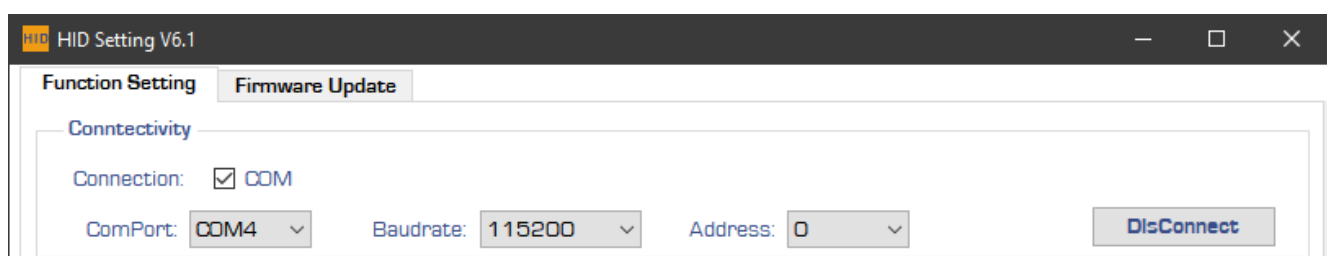 HID HID Setting V6.1
Function Setting Firmware Update
Conntectivity
Connection: COM
ComPort: COM4 Baudrate: 115200 Address: 0 DisConnect